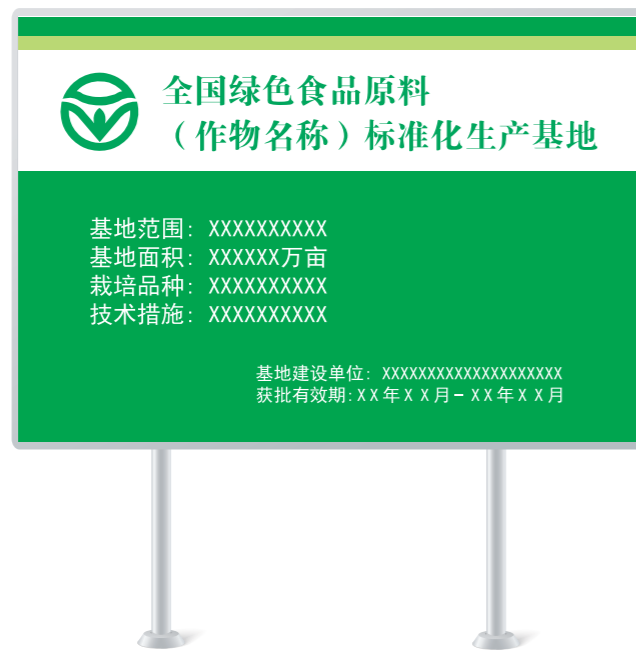 全国绿色食品原料
（作物名称）标准化生产基地
基地范围: XXXXXXXXXX
基地面积: XXXXXX万亩
栽培品种: XXXXXXXXXX
技术措施: XXXXXXXXXX
基地建设单位: XXXXXXXXXXXXXXXXXXXX
获批有效期:XX年XX月-XX年XX月